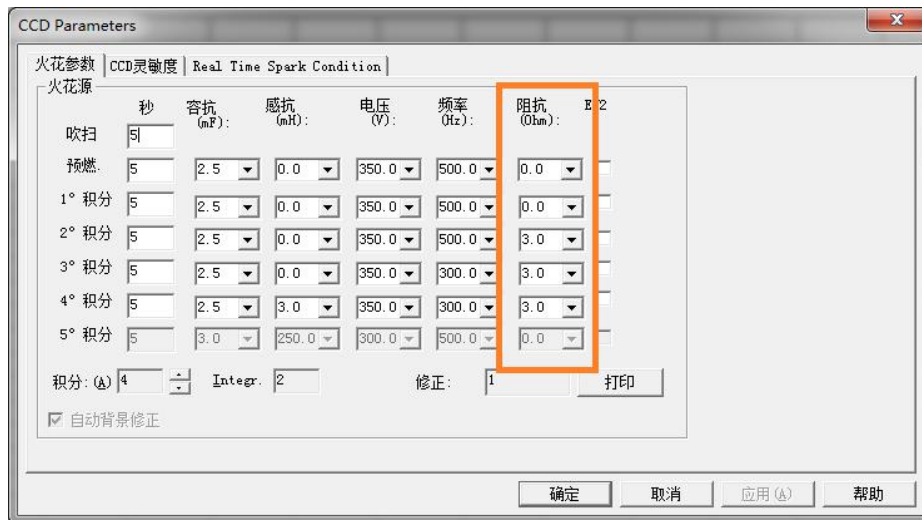 CCD Parameters
火花参数 CCD灵敏度 Real Time Spark Condition
火花源
秒 容抗 (mF): 感抗 (mH): 电压 (V): 频率 (Hz): 阻抗 (Ohm):
吹扫 5
预燃. 5 2.5 0.0 350.0 500.0 0.0
1° 积分 5 2.5 0.0 350.0 500.0 0.0
2° 积分 5 2.5 0.0 350.0 500.0 3.0
3° 积分 5 2.5 0.0 350.0 300.0 3.0
4° 积分 5 2.5 3.0 350.0 300.0 3.0
5° 积分 5 3.0 250.0 300.0 500.0 0.0
积分:(A) 4 Integr. 2 修正: 1 打印
自动背景修正
确定 取消 应用(A) 帮助